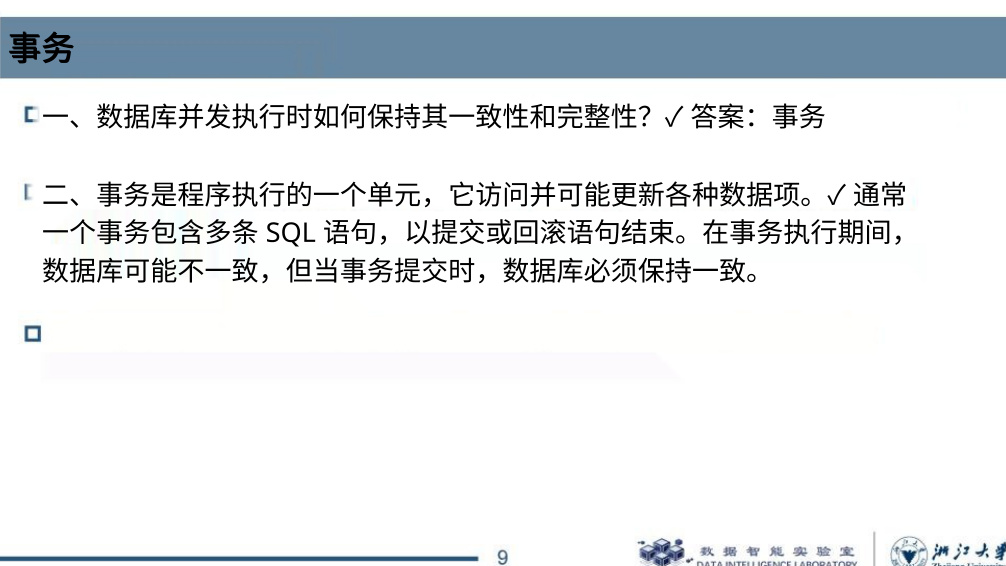 事务
一、数据库并发执行时如何保持其一致性和完整性？✓ 答案：事务
二、事务是程序执行的一个单元，它访问并可能更新各种数据项。✓ 通常
一个事务包含多条 SQL 语句，以提交或回滚语句结束。在事务执行期间，
数据库可能不一致，但当事务提交时，数据库必须保持一致。
9
数据智能实验室
DATA INTELLIGENCE LABORATORY
浙江大学
Zhejiang University